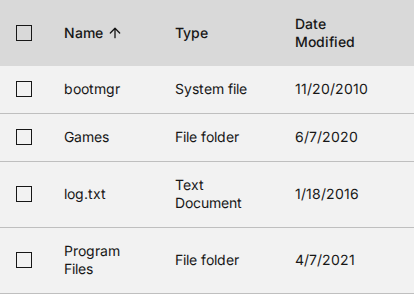 Name ↑ Type Date
Modified
bootmgr System file 11/20/2010
Games File folder 6/7/2020
log.txt Text
Document 1/18/2016
Program
Files File folder 4/7/2021